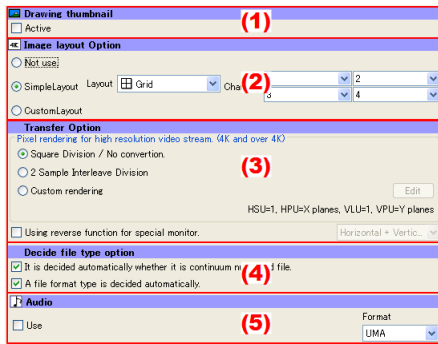 Drawing thumbnail
(1)
Active
Image layout Option
Not use
SimpleLayout Layout Grid Cha 2
(2)
3 4
CustomLayout
Transfer Option
Pixel rendering for high resolution video stream. (4K and over 4K)
Square Division / No convertion.
(3)
2 Sample Interleave Division
Custom rendering
Edit
HSU=1, HPU=X planes, VLU=1, VPU=Y planes
Using reverse function for special monitor. Horizontal + Vertic...
Decide file type option
It is decided automatically whether it is continuum n d file.
(4)
A file format type is decided automatically.
Audio
Format
(5)
Use
UMA